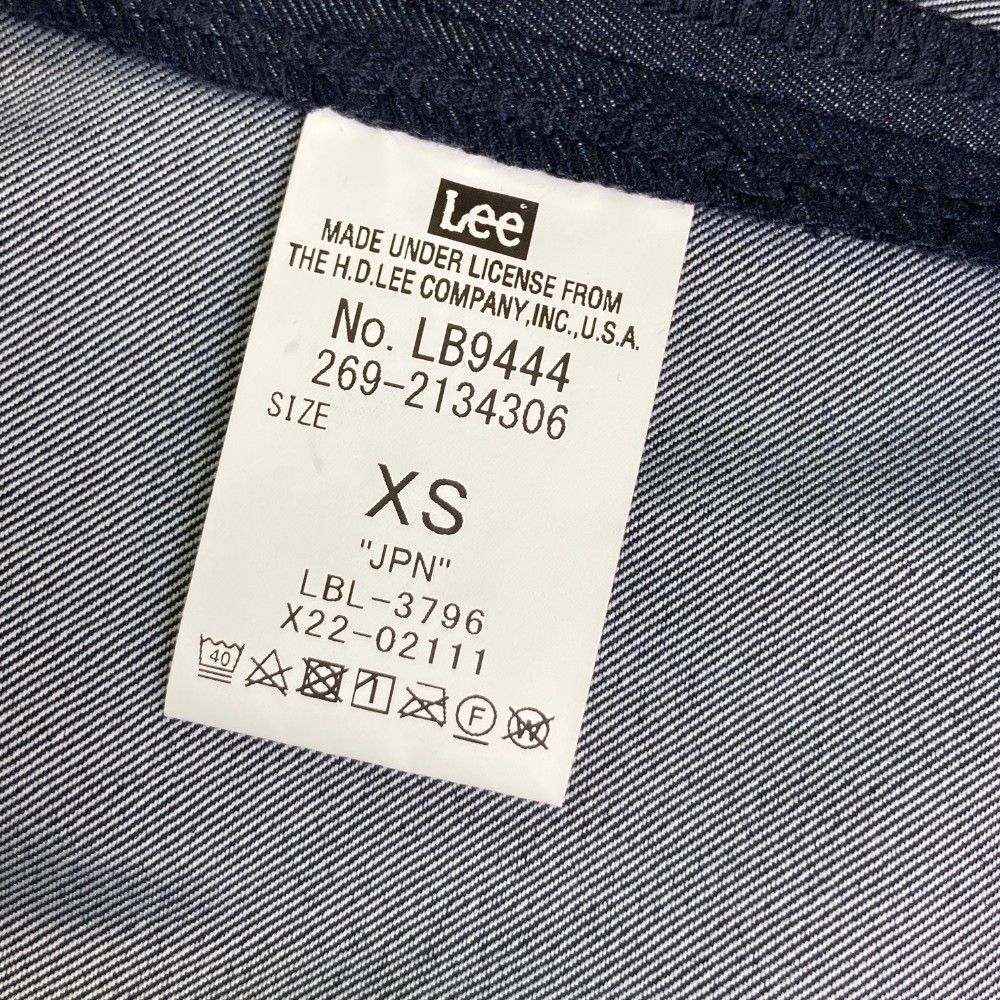 Lee
MADE UNDER LICENSE FROM
THE H.D.LEE COMPANY,INC.,U.S.A.
No. LB9444
269-2134306
SIZE
XS
"JPN"
LBL-3796
X22-02111
40
F
W